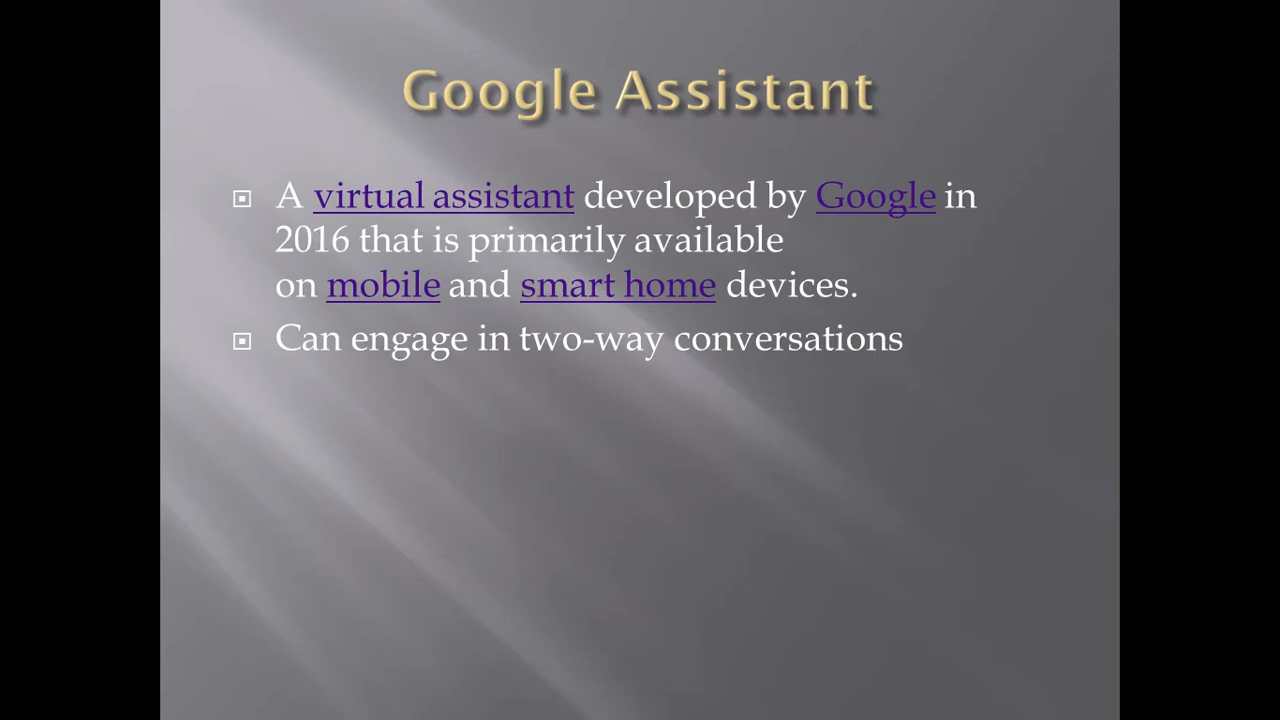 Google Assistant
A virtual assistant developed by Google in
2016 that is primarily available
on mobile and smart home devices.
Can engage in two-way conversations